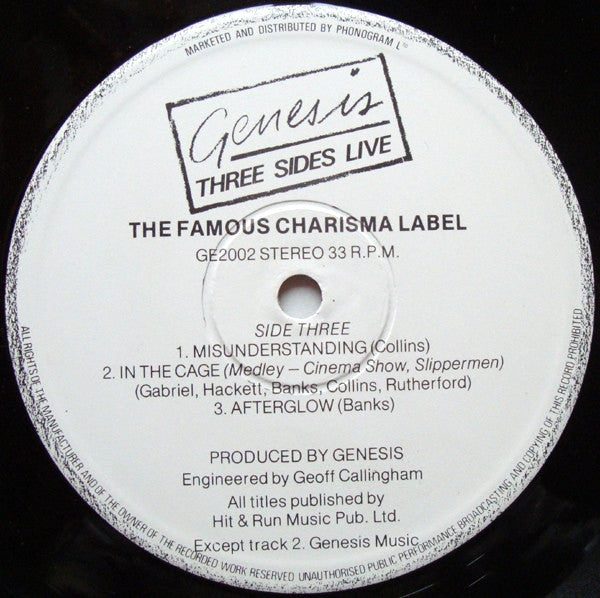 MARKETED AND DISTRIBUTED BY PHONOGRAM LTD
Genesis
THREE SIDES LIVE
THE FAMOUS CHARISMA LABEL
GE2002 STEREO 33 R.P.M.
SIDE THREE
1. MISUNDERSTANDING (Collins)
2. IN THE CAGE (Medley – Cinema Show, Slippermen)
(Gabriel, Hackett, Banks, Collins, Rutherford)
3. AFTERGLOW (Banks)
PRODUCED BY GENESIS
Engineered by Geoff Callingham
All titles published by
Hit & Run Music Pub. Ltd.
Except track 2. Genesis Music
ALL RIGHTS OF THE MANUFACTURER AND OF THE OWNER OF THE RECORDED WORK RESERVED UNAUTHORISED PUBLIC PERFORMANCE BROADCASTING AND COPYING OF THIS RECORD PROHIBITED